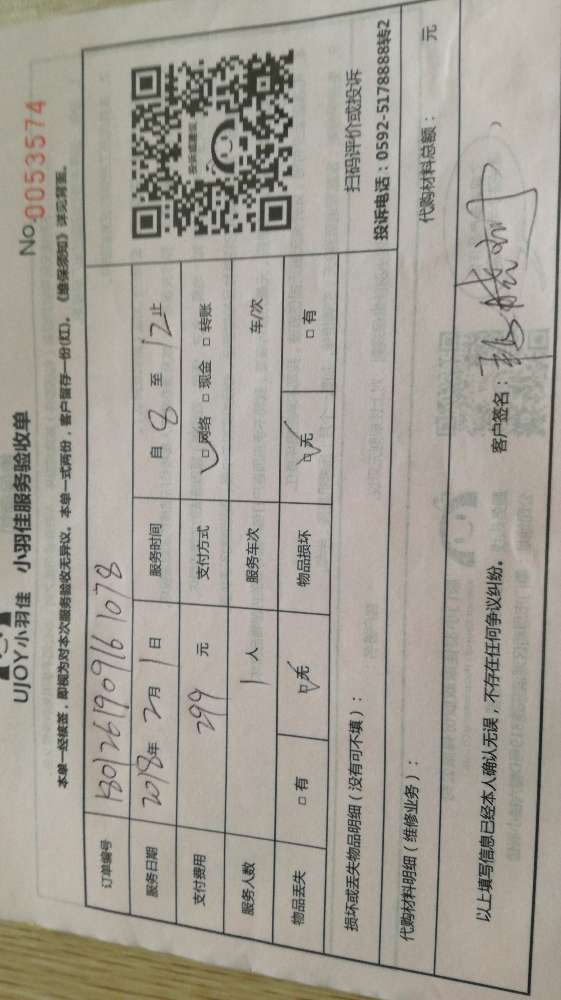 UJOY小羽佳 小羽佳服务验收单
No.0053574
本单一经续签，即视为对本次服务验收无异议。本单一式两份，客户留存一份(红)。《维保须知》详见背面。
订单编号 180126190916 1078
服务日期 2018年2月1日 服务时间 自 8 至 12 止
支付费用 299 元 支付方式 □网络 □现金 □转账
服务人数 1 人 服务车次 车/次
物品丢失 □有 □无 物品损坏 □无 □有
投诉或建议
扫码评价或投诉
投诉电话：0592-5178888转2
损坏或丢失物品明细（没有可不填）：
代购材料明细（维修业务）： 代购材料总额： 元
以上填写信息已经本人确认无误，不存在任何争议纠纷。 客户签名：